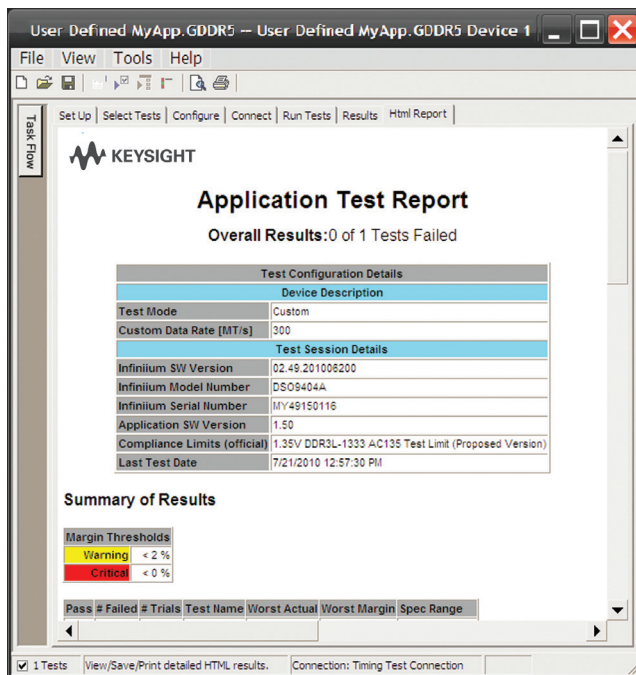 User Defined MyApp.GDDR5 -- User Defined MyApp.GDDR5 Device 1
File View Tools Help
Task Flow
Set Up Select Tests Configure Connect Run Tests Results Html Report
KEYSIGHT
Application Test Report
Overall Results:0 of 1 Tests Failed
Test Configuration Details
Device Description
Test Mode Custom
Custom Data Rate [MT/s] 300
Test Session Details
Infiniium SW Version 02.49.201006200
Infiniium Model Number DSO9404A
Infiniium Serial Number MY49150116
Application SW Version 1.50
Compliance Limits (official) 1.35V DDR3L-1333 AC135 Test Limit (Proposed Version)
Last Test Date 7/21/2010 12:57:30 PM
Summary of Results
Margin Thresholds
Warning < 2 %
Critical < 0 %
Pass # Failed # Trials Test Name Worst Actual Worst Margin Spec Range
1 Tests View/Save/Print detailed HTML results. Connection: Timing Test Connection